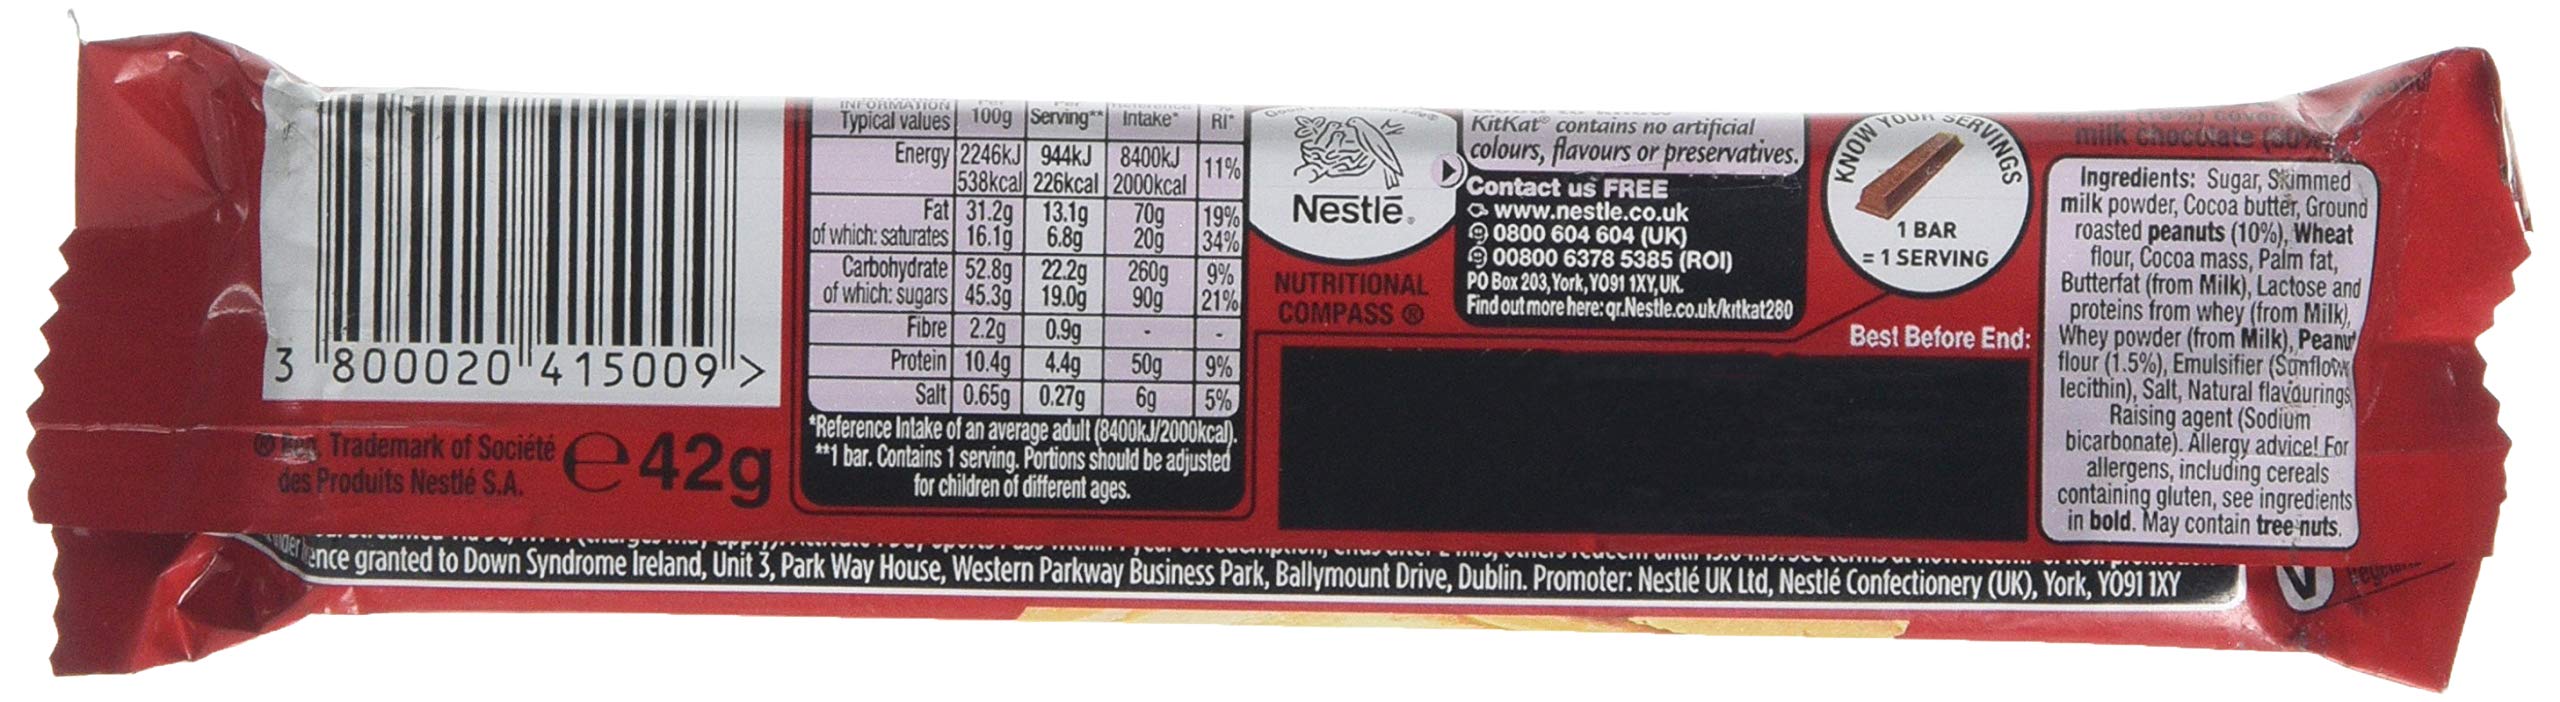 3 800020 415009 >
® Reg. Trademark of Société
des Produits Nestlé S.A.
e 42g
INFORMATION
Typical values 100g Serving** Intake* RI*
Energy 2246kJ 944kJ 8400kJ 11%
538kcal 226kcal 2000kcal
Fat 31.2g 13.1g 70g 19%
of which: saturates 16.1g 6.8g 20g 34%
Carbohydrate 52.8g 22.2g 260g 9%
of which: sugars 45.3g 19.0g 90g 21%
Fibre 2.2g 0.9g - -
Protein 10.4g 4.4g 50g 9%
Salt 0.65g 0.27g 6g 5%
*Reference Intake of an average adult (8400kJ/2000kcal).
**1 bar. Contains 1 serving. Portions should be adjusted
for children of different ages.
Nestlé®
NUTRITIONAL
COMPASS ®
KitKat® contains no artificial
colours, flavours or preservatives.
Contact us FREE
www.nestle.co.uk
0800 604 604 (UK)
00800 6378 5385 (ROI)
PO Box 203, York, YO91 1XY, UK.
Find out more here: qr.Nestle.co.uk/kitkat280
KNOW YOUR SERVINGS
1 BAR
= 1 SERVING
Best Before End:
milk chocolate
Ingredients: Sugar, Skimmed
milk powder, Cocoa butter, Ground
roasted peanuts (10%), Wheat
flour, Cocoa mass, Palm fat,
Butterfat (from Milk), Lactose and
proteins from whey (from Milk),
Whey powder (from Milk), Peanut
flour (1.5%), Emulsifier (Sunflower
lecithin), Salt, Natural flavourings,
Raising agent (Sodium
bicarbonate). Allergy advice! For
allergens, including cereals
containing gluten, see ingredients
in bold. May contain tree nuts.
granted to Down Syndrome Ireland, Unit 3, Park Way House, Western Parkway Business Park, Ballymount Drive, Dublin. Promoter: Nestlé UK Ltd, Nestlé Confectionery (UK), York, YO91 1XY